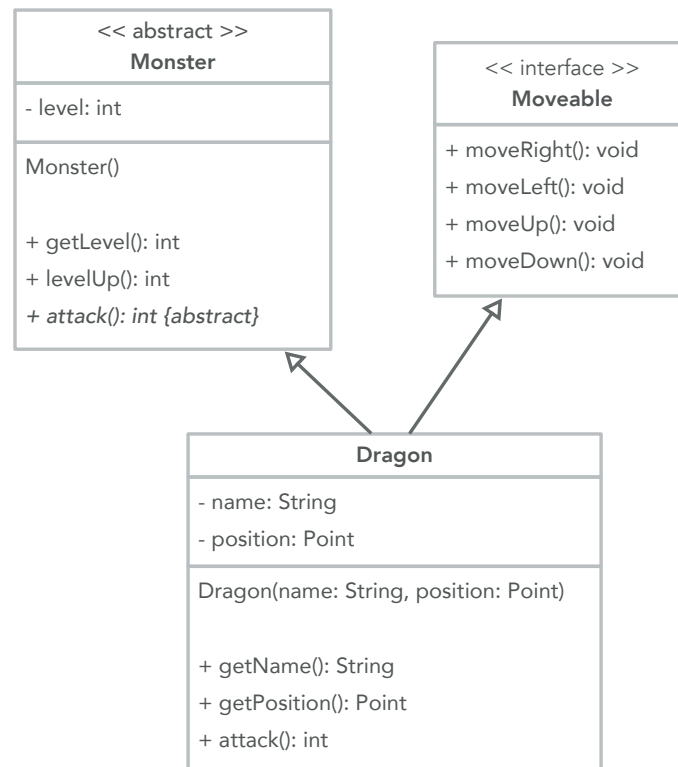 << abstract >>
Monster
- level: int
Monster()
+ getLevel(): int
+ levelUp(): int
+ attack(): int {abstract}
<< interface >>
Moveable
+ moveRight(): void
+ moveLeft(): void
+ moveUp(): void
+ moveDown(): void
Dragon
- name: String
- position: Point
Dragon(name: String, position: Point)
+ getName(): String
+ getPosition(): Point
+ attack(): int